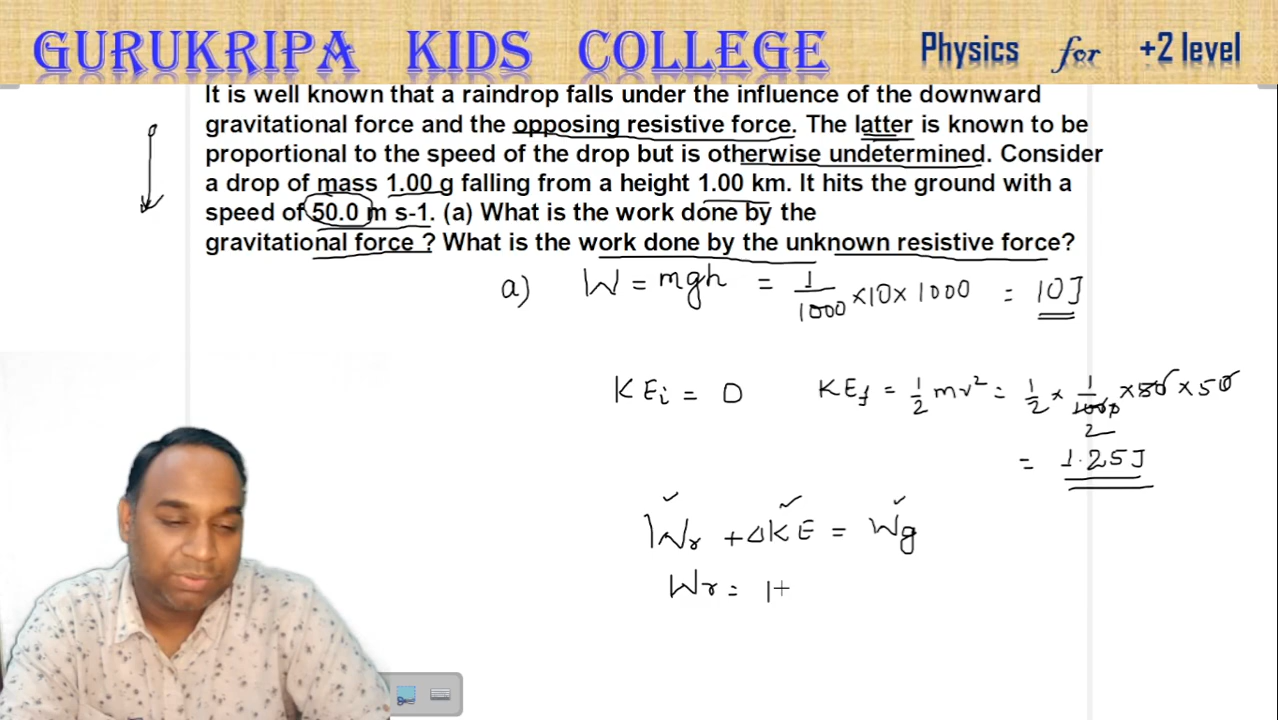 GURUKRIPA KIDS COLLEGE Physics for +2 level
It is well known that a raindrop falls under the influence of the downward
gravitational force and the opposing resistive force. The latter is known to be
proportional to the speed of the drop but is otherwise undetermined. Consider
a drop of mass 1.00 g falling from a height 1.00 km. It hits the ground with a
speed of 50.0 m s-1. (a) What is the work done by the
gravitational force ? What is the work done by the unknown resistive force?
a) W = mgh = 1/1000 ×10×1000 = 10J
KEi = 0 KEf = 1/2 mv² = 1/2 × 1/1000 ×50×50
2
= 1.25J
Wr + ΔKE = Wg
Wr = 1+